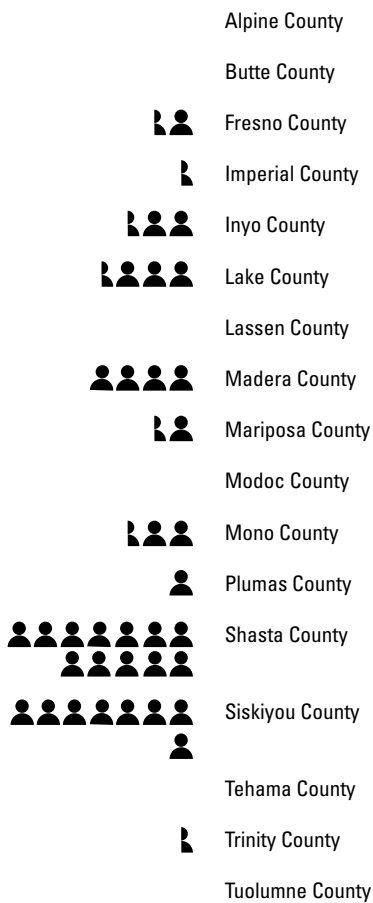 Alpine County
Butte County
Fresno County
Imperial County
Inyo County
Lake County
Lassen County
Madera County
Mariposa County
Modoc County
Mono County
Plumas County
Shasta County
Siskiyou County
Tehama County
Trinity County
Tuolumne County